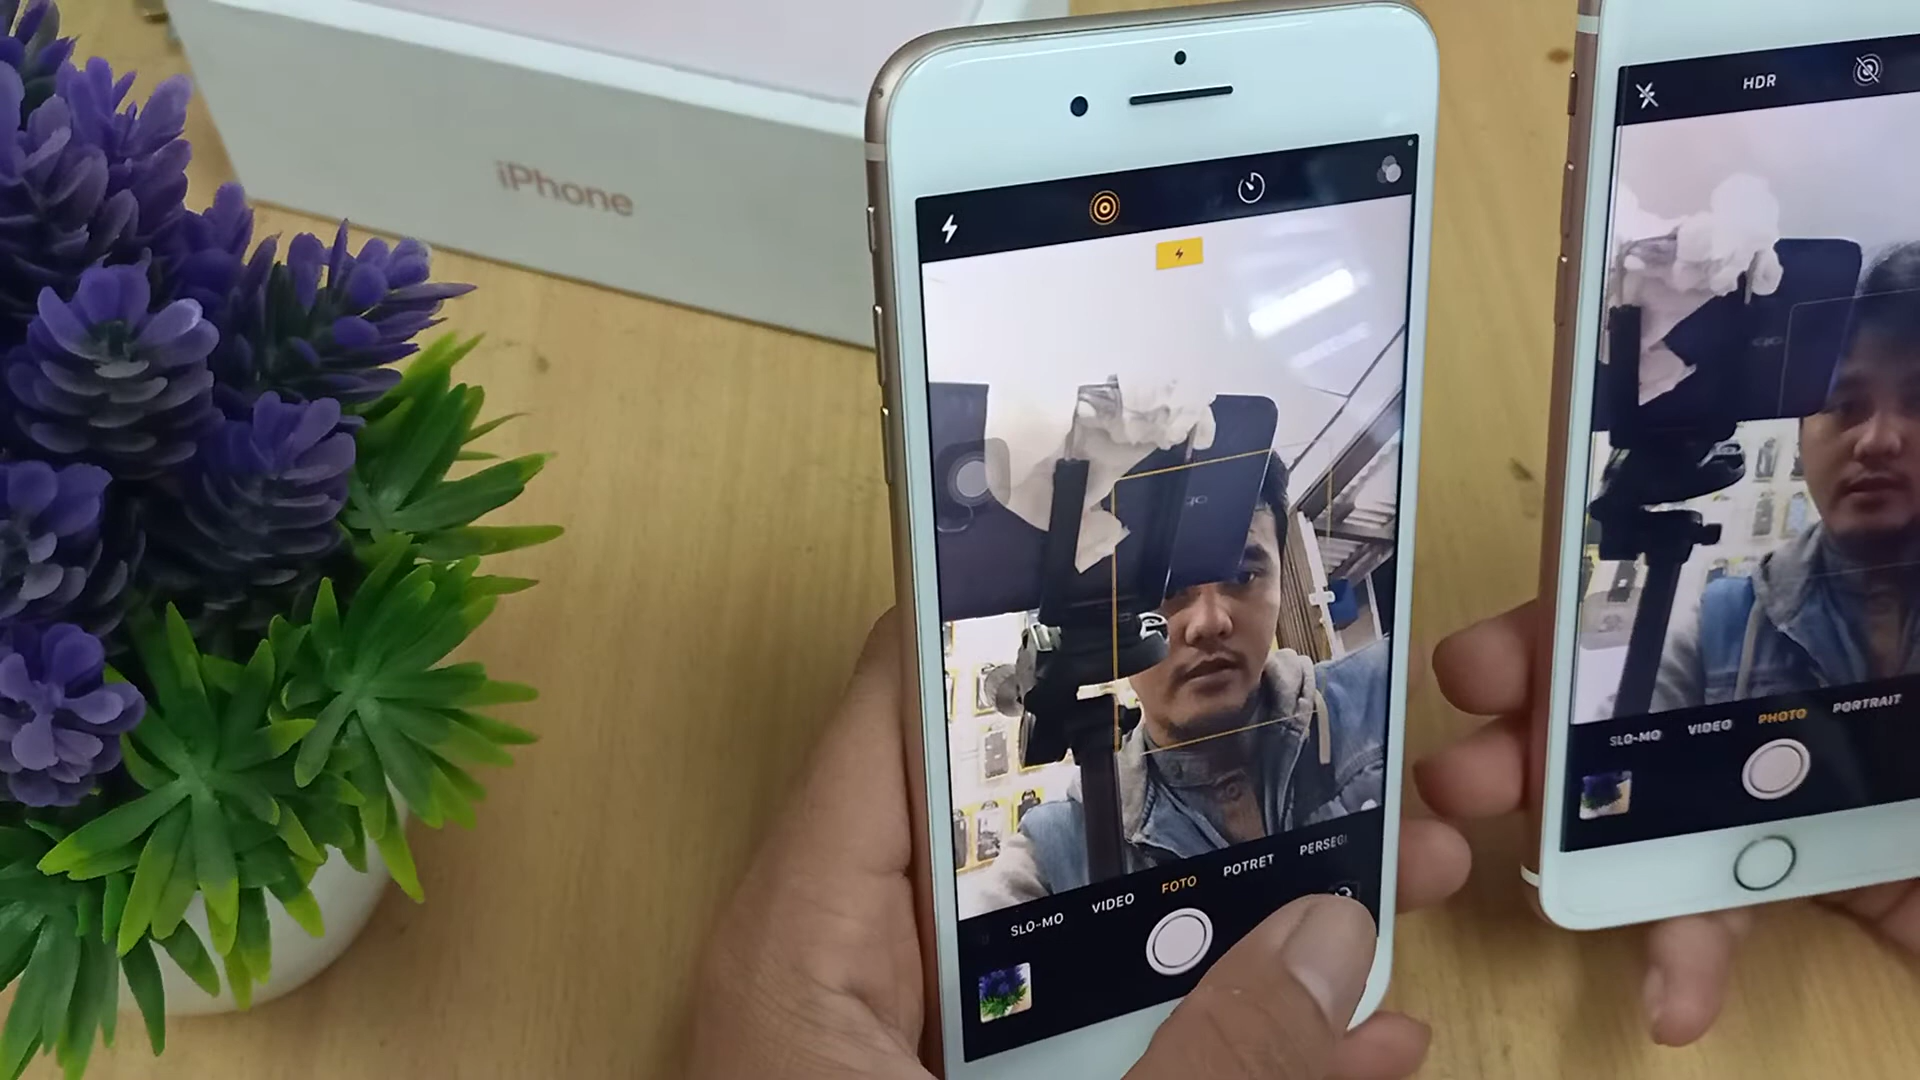 iPhone
HDR
SLO-MO VIDEO FOTO POTRET PERSEGI
SLO-MO VIDEO PHOTO PORTRAIT